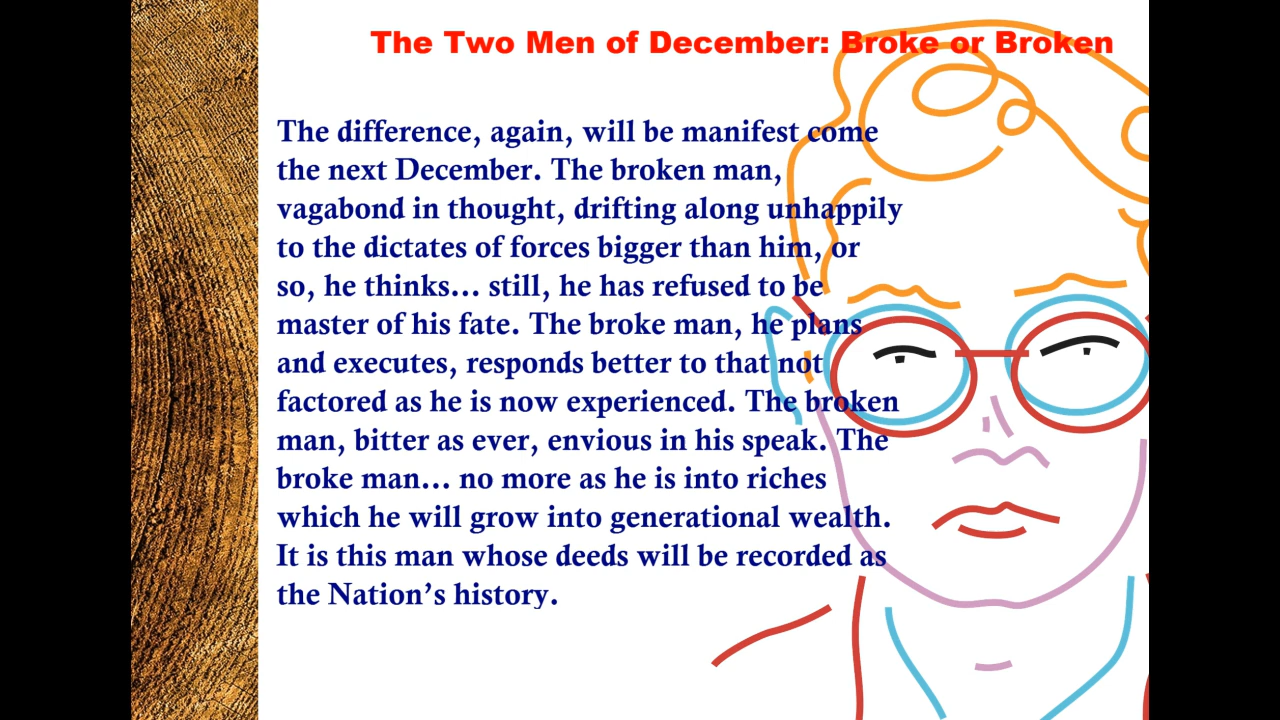 The Two Men of December: Broke or Broken
The difference, again, will be manifest come
the next December. The broken man,
vagabond in thought, drifting along unhappily
to the dictates of forces bigger than him, or
so, he thinks... still, he has refused to be
master of his fate. The broke man, he plans
and executes, responds better to that not
factored as he is now experienced. The broken
man, bitter as ever, envious in his speak. The
broke man... no more as he is into riches
which he will grow into generational wealth.
It is this man whose deeds will be recorded as
the Nation’s history.